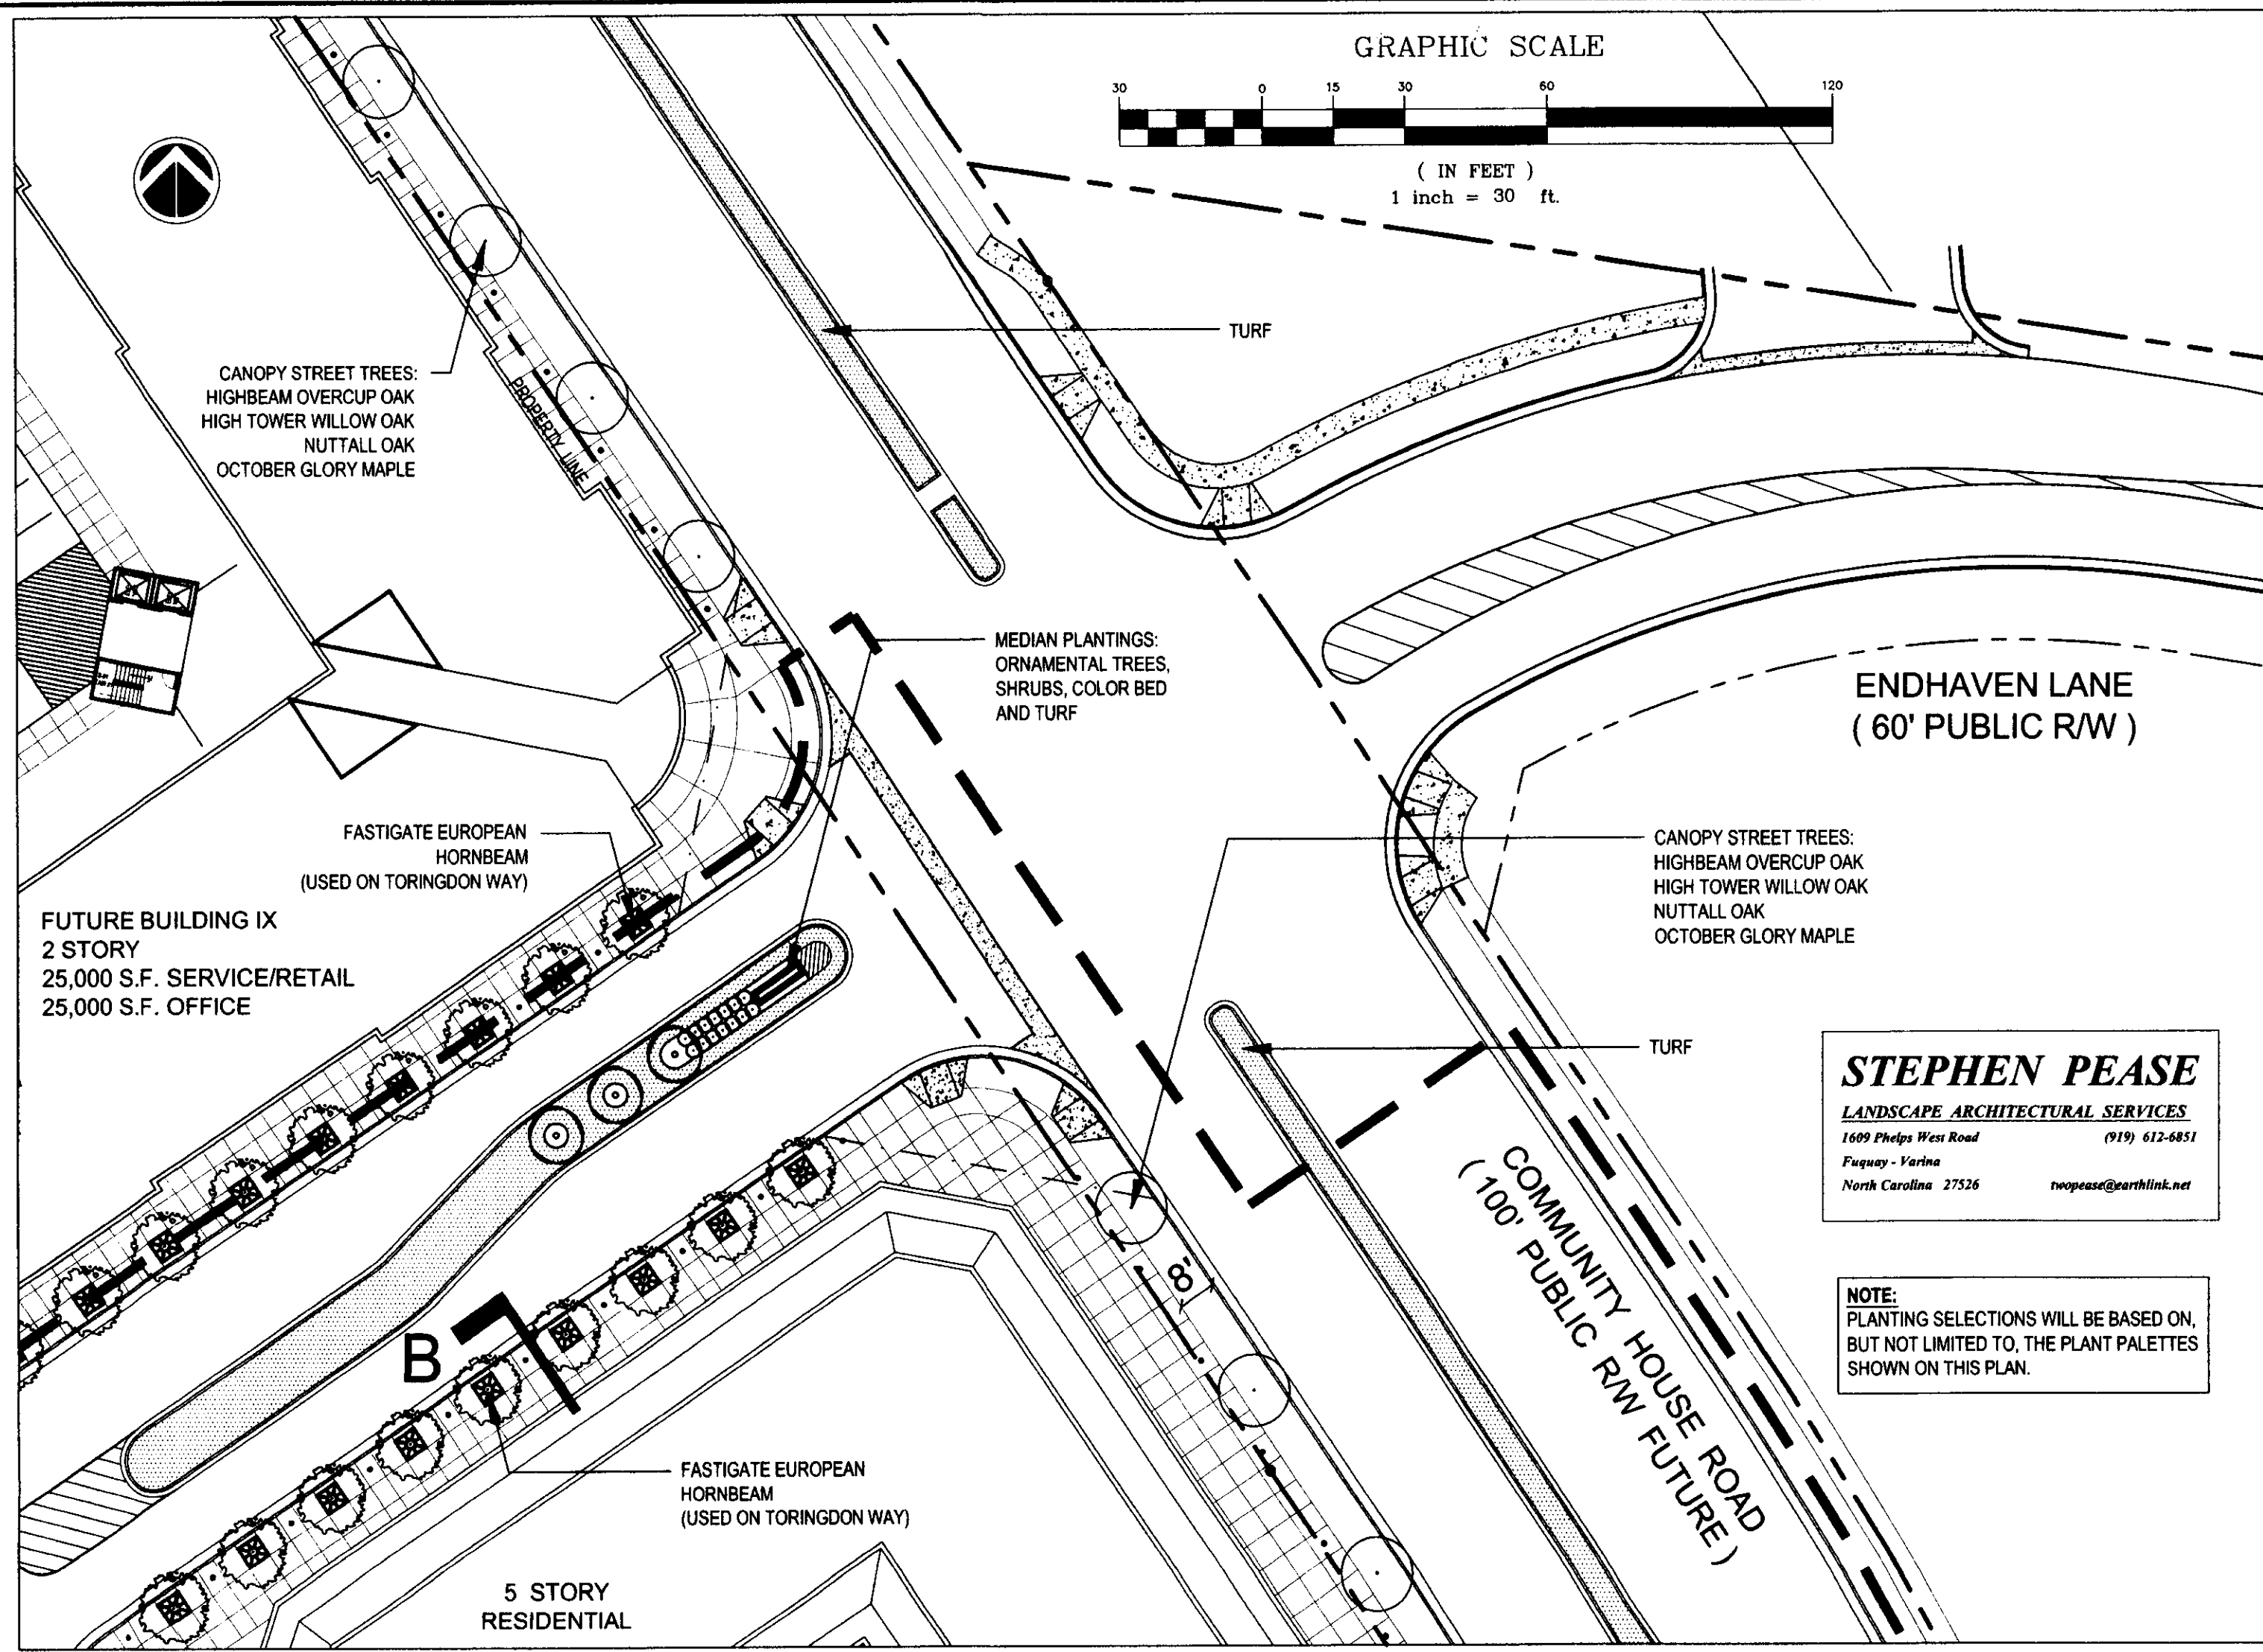 GRAPHIC SCALE
30 0 15 30 60 120
( IN FEET )
1 inch = 30 ft.
TURF
CANOPY STREET TREES:
HIGHBEAM OVERCUP OAK
HIGH TOWER WILLOW OAK
NUTTALL OAK
OCTOBER GLORY MAPLE
PROPERTY LINE
MEDIAN PLANTINGS:
ORNAMENTAL TREES,
SHRUBS, COLOR BED
AND TURF
ENDHAVEN LANE
( 60' PUBLIC R/W )
FASTIGATE EUROPEAN
HORNBEAM
(USED ON TORINGDON WAY)
CANOPY STREET TREES:
HIGHBEAM OVERCUP OAK
HIGH TOWER WILLOW OAK
NUTTALL OAK
OCTOBER GLORY MAPLE
FUTURE BUILDING IX
2 STORY
25,000 S.F. SERVICE/RETAIL
25,000 S.F. OFFICE
TURF
STEPHEN PEASE
LANDSCAPE ARCHITECTURAL SERVICES
1609 Phelps West Road (919) 612-6851
Fuquay - Varina
North Carolina 27526 twopease@earthlink.net
8'
COMMUNITY HOUSE ROAD
( 100' PUBLIC R/W FUTURE )
NOTE:
PLANTING SELECTIONS WILL BE BASED ON,
BUT NOT LIMITED TO, THE PLANT PALETTES
SHOWN ON THIS PLAN.
B
FASTIGATE EUROPEAN
HORNBEAM
(USED ON TORINGDON WAY)
5 STORY
RESIDENTIAL